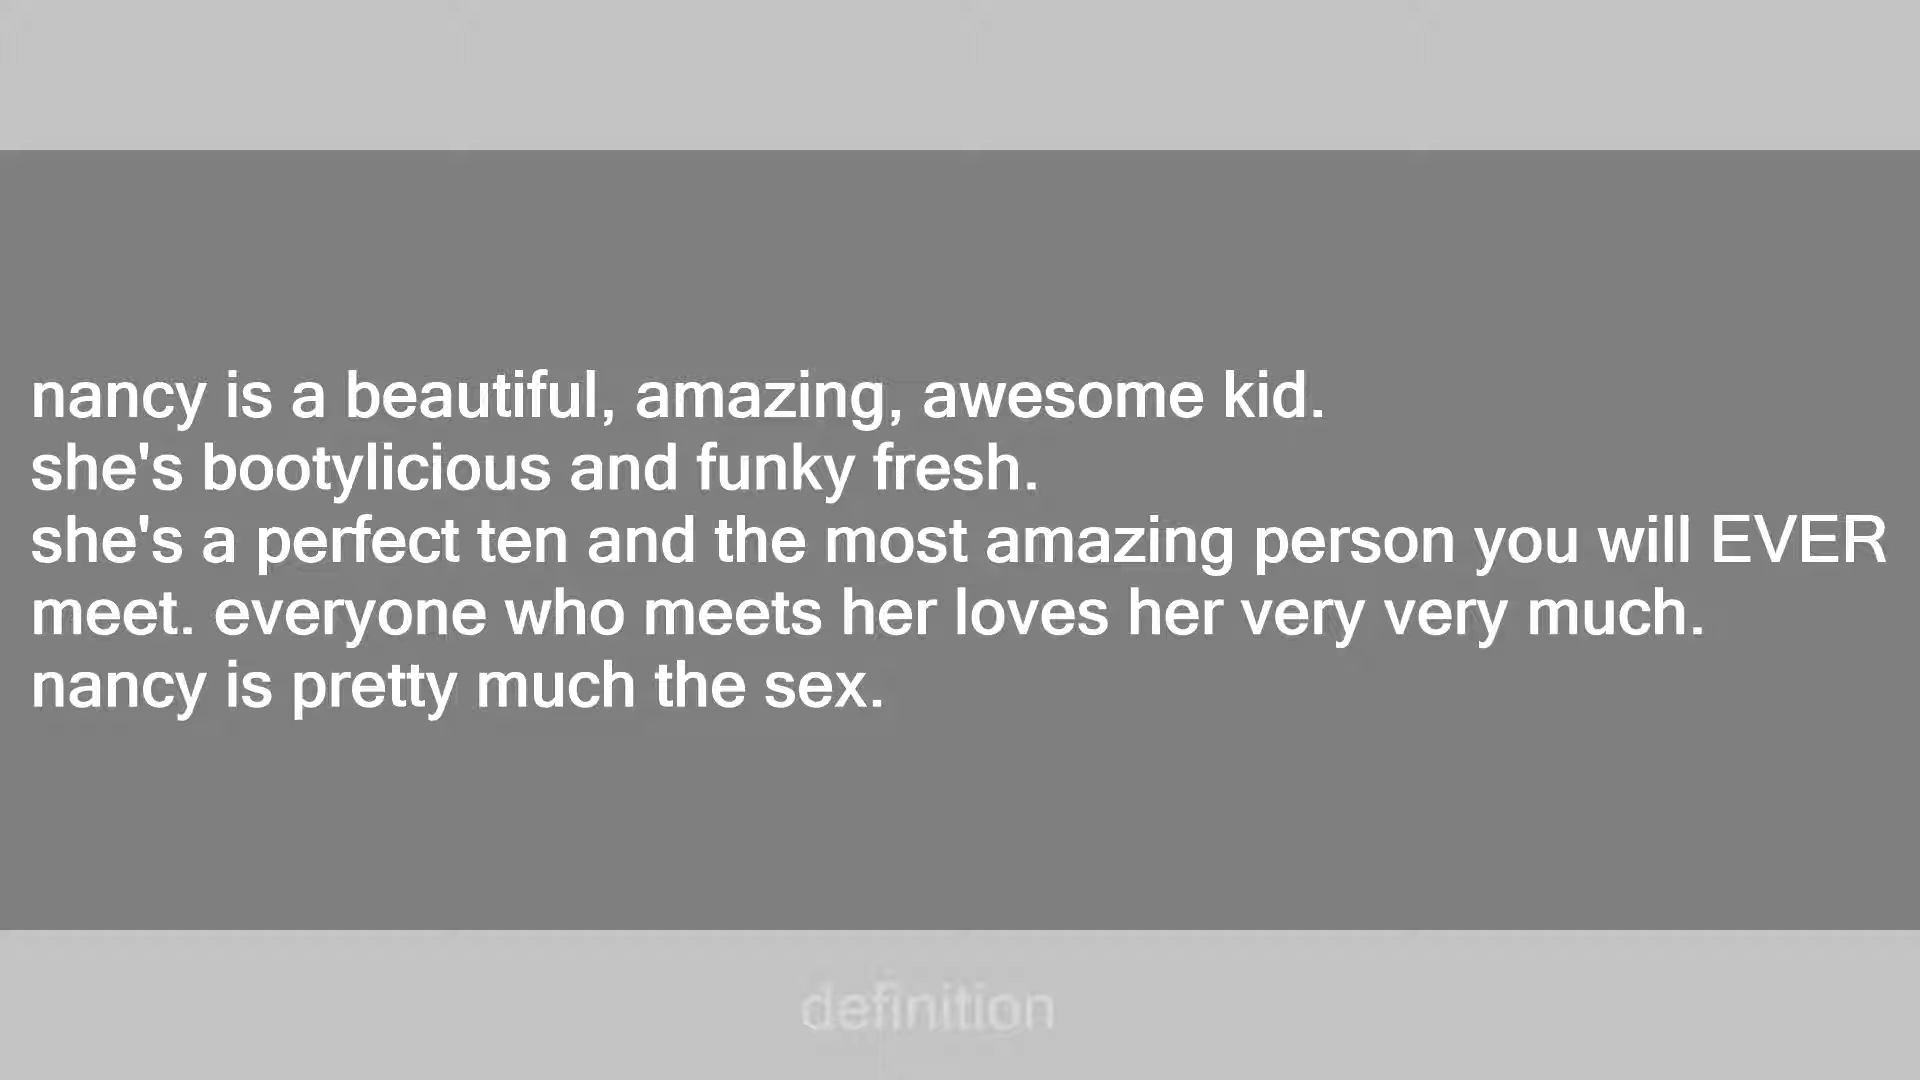 nancy is a beautiful, amazing, awesome kid.
she's bootylicious and funky fresh.
she's a perfect ten and the most amazing person you will EVER
meet. everyone who meets her loves her very very much.
nancy is pretty much the sex.
definition